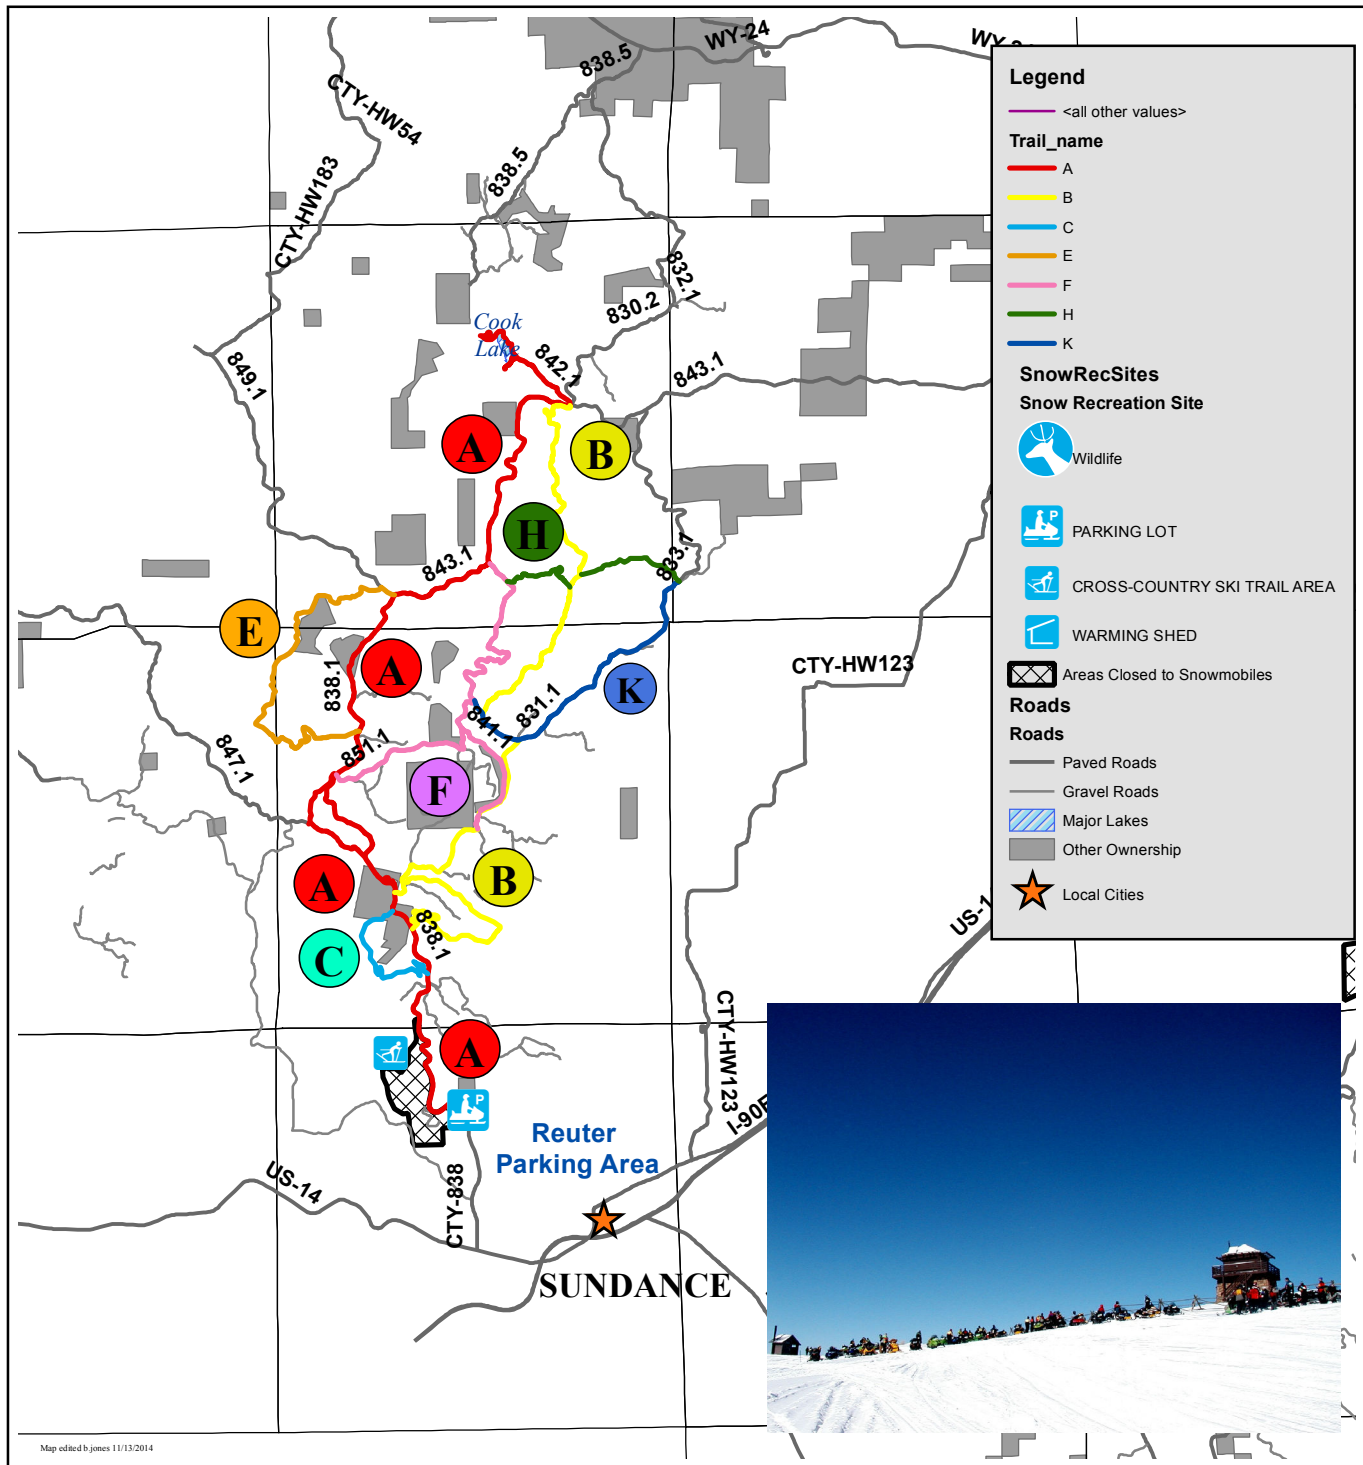 WY-24
838.5
CTY-HW54
838.5
CTY-HW183
832.1
830.2
Cook
Lake
842.1
843.1
849.1
A
B
H
843.1
833.1
E
A
838.1
K
CTY-HW123
831.1
841.1
851.1
847.1
F
A
B
838.1
C
A
CTY-HW123
I-90E
Reuter
Parking Area
US-14
CTY-838
SUNDANCE
Legend
<all other values>
Trail_name
A
B
C
E
F
H
K
SnowRecSites
Snow Recreation Site
Wildlife
P
PARKING LOT
CROSS-COUNTRY SKI TRAIL AREA
WARMING SHED
Areas Closed to Snowmobiles
Roads
Roads
Paved Roads
Gravel Roads
Major Lakes
Other Ownership
Local Cities
P
Map edited b.jones 11/13/2014